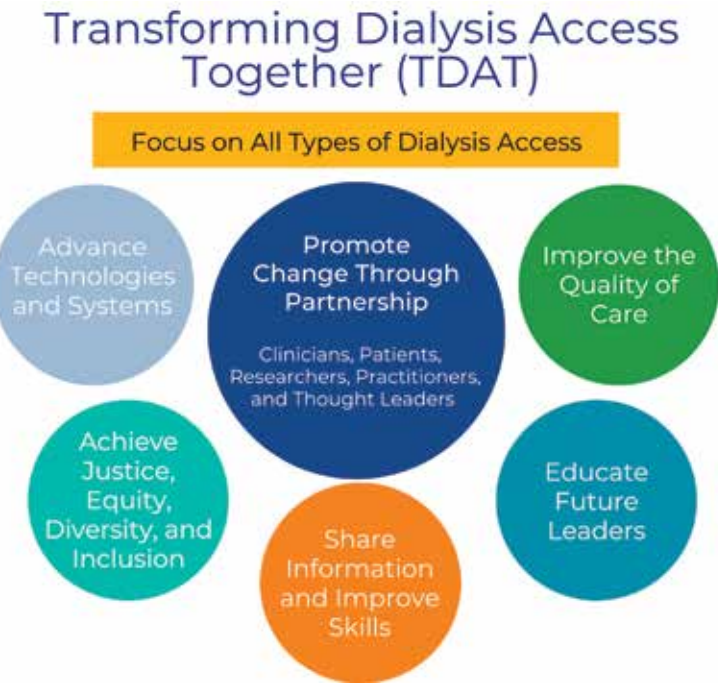 Transforming Dialysis Access
Together (TDAT)
Focus on All Types of Dialysis Access
Advance
Technologies
and Systems
Promote
Change Through
Partnership
Clinicians, Patients,
Researchers, Practitioners,
and Thought Leaders
Improve the
Quality of
Care
Achieve
Justice,
Equity,
Diversity, and
Inclusion
Share
Information
and Improve
Skills
Educate
Future
Leaders